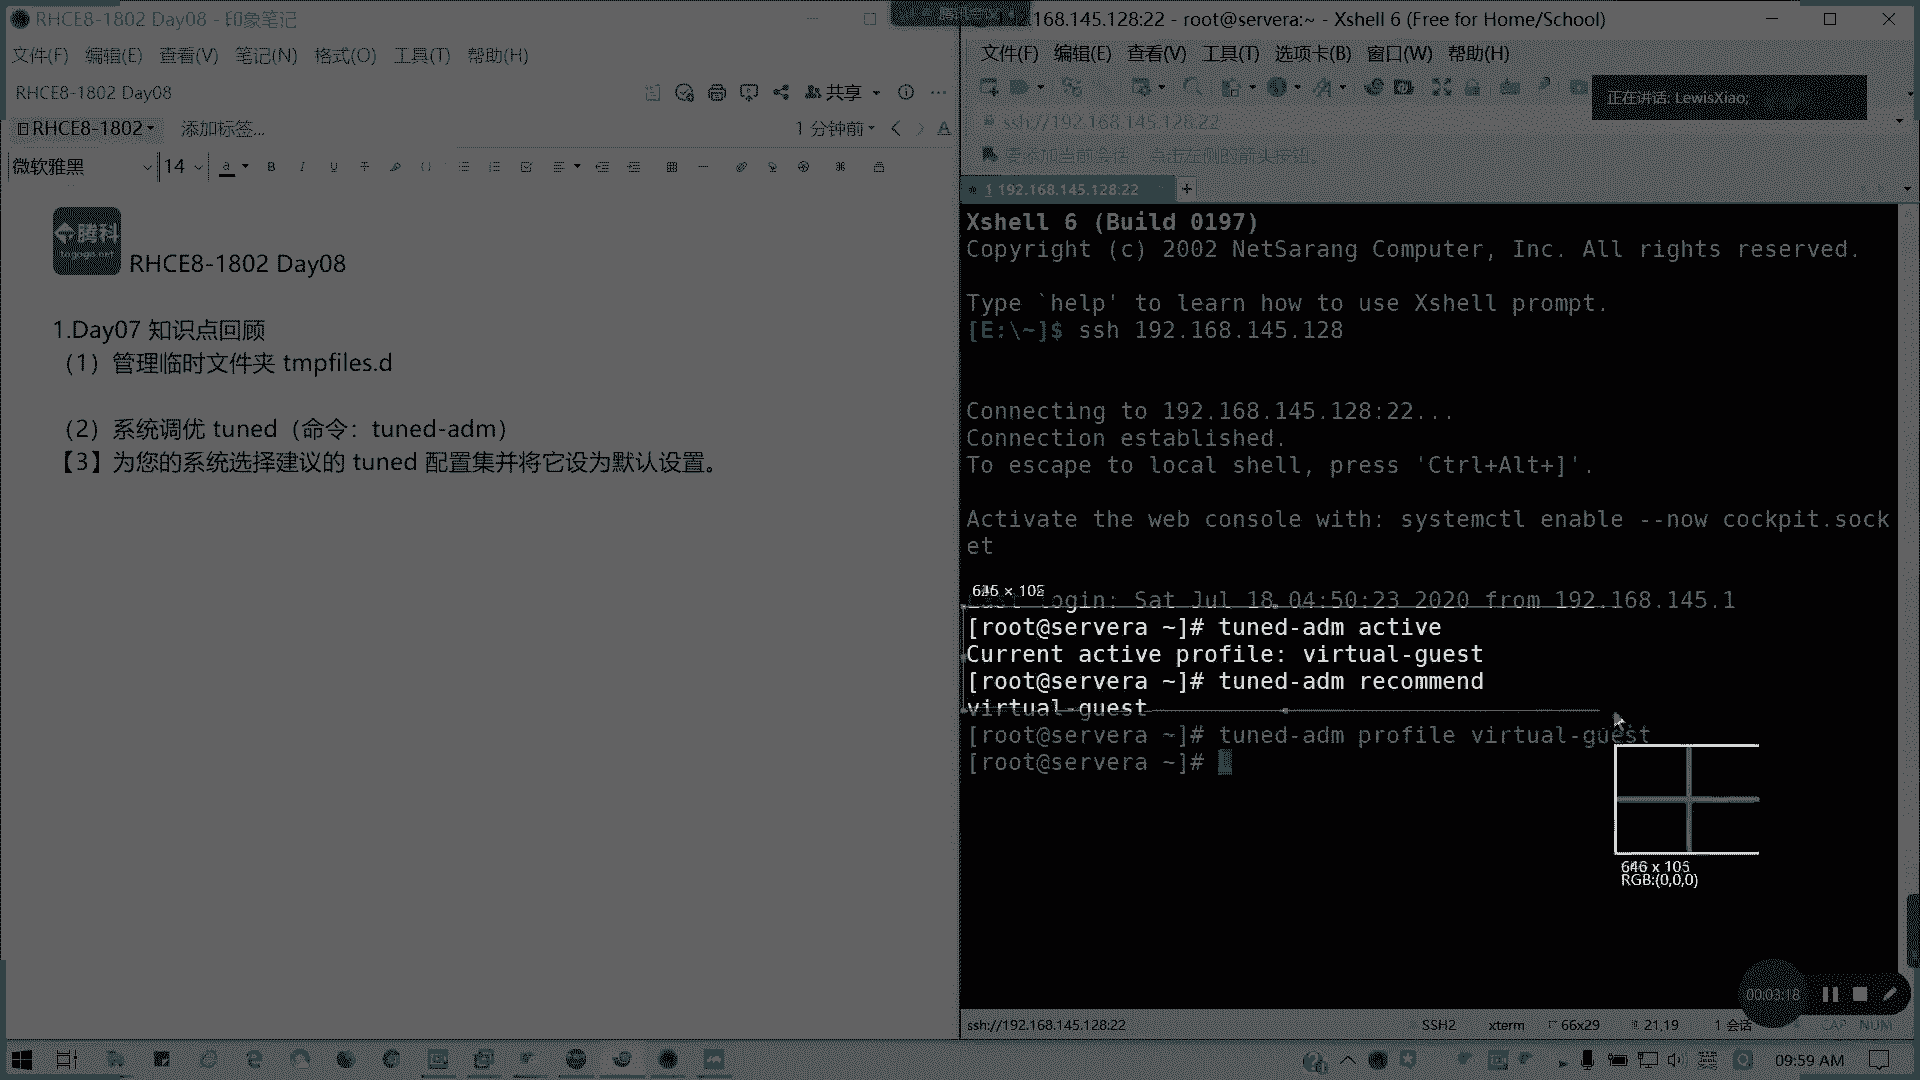 RHCE8-1802 Day08 - 印象笔记
文件(F) 编辑(E) 查看(V) 笔记(N) 格式(O) 工具(T) 帮助(H)
RHCE8-1802 Day08
共享
RHCE8-1802
添加标签...
1 分钟前
微软雅黑
14
腾科
togogo.net
RHCE8-1802 Day08
1.Day07 知识点回顾
（1）管理临时文件夹 tmpfiles.d
（2）系统调优 tuned（命令：tuned-adm）
【3】为您的系统选择建议的 tuned 配置集并将它设为默认设置。
168.145.128:22 - root@servera:~ - Xshell 6 (Free for Home/School)
文件(F) 编辑(E) 查看(V) 工具(T) 选项卡(B) 窗口(W) 帮助(H)
正在讲话: LewisXiao;
ssh://192.168.145.128:22
要添加当前会话，点击左侧的箭头按钮。
1 192.168.145.128:22
Xshell 6 (Build 0197)
Copyright (c) 2002 NetSarang Computer, Inc. All rights reserved.
Type `help' to learn how to use Xshell prompt.
[E:\~]$ ssh 192.168.145.128
Connecting to 192.168.145.128:22...
Connection established.
To escape to local shell, press 'Ctrl+Alt+]'.
Activate the web console with: systemctl enable --now cockpit.sock
et
login: Sat Jul 18 04:50:23 2020 from 192.168.145.1
[root@servera ~]# tuned-adm active
Current active profile: virtual-guest
[root@servera ~]# tuned-adm recommend
virtual-guest
[root@servera ~]# tuned-adm profile virtual-guest
[root@servera ~]#
646 x 105
RGB:(0,0,0)
00:03:18
ssh://192.168.145.128:22
SSH2
xterm
66x29
21,19
1 会话
CAP
NUM
09:59 AM